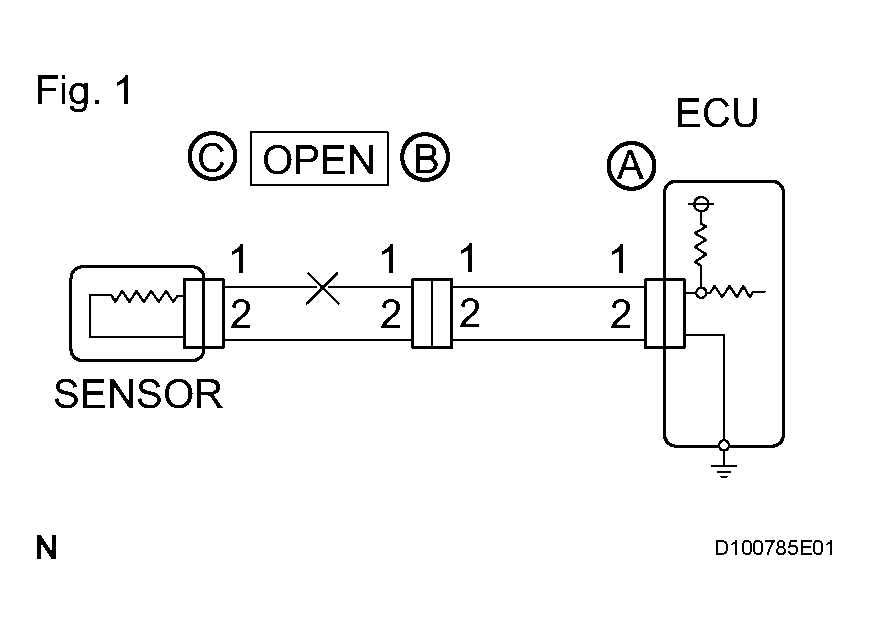 Fig. 1
ECU
C OPEN B A
1 1 1 1
2 2 2 2
SENSOR
N D100785E01